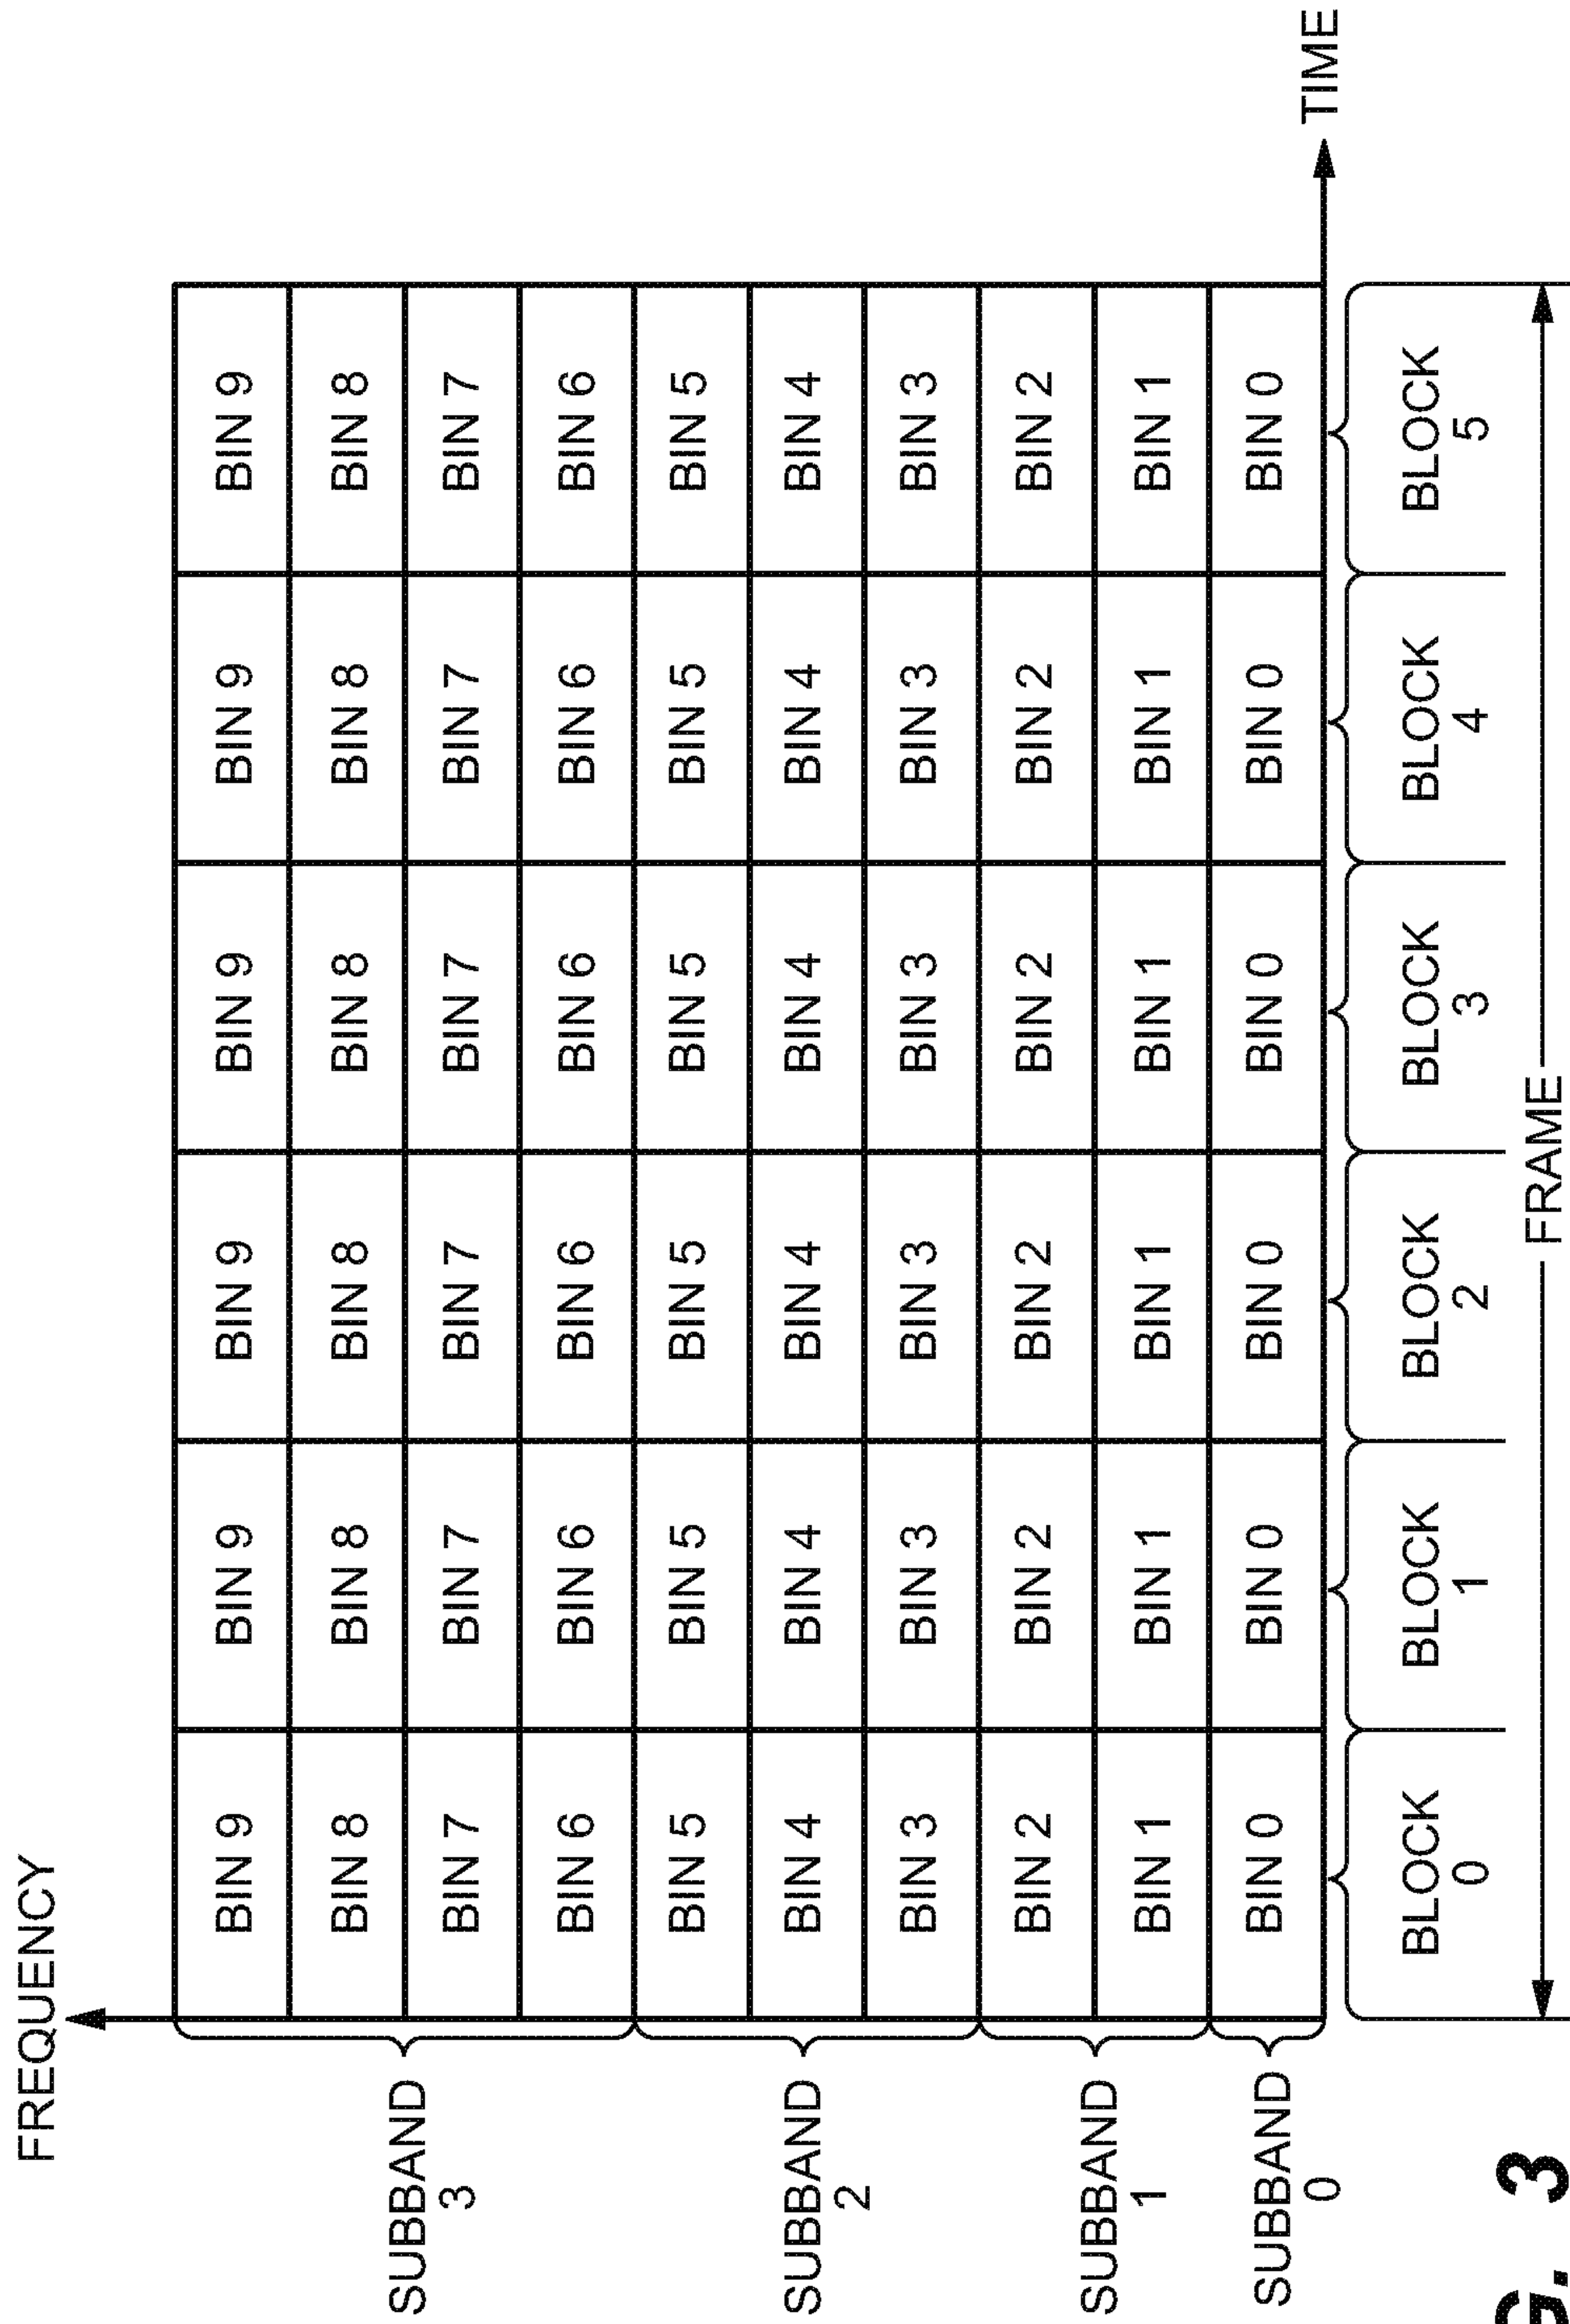 FREQUENCY
SUBBAND
3
SUBBAND
2
SUBBAND
1
SUBBAND
0
BIN 9 BIN 9 BIN 9 BIN 9 BIN 9 BIN 9
BIN 8 BIN 8 BIN 8 BIN 8 BIN 8 BIN 8
BIN 7 BIN 7 BIN 7 BIN 7 BIN 7 BIN 7
BIN 6 BIN 6 BIN 6 BIN 6 BIN 6 BIN 6
BIN 5 BIN 5 BIN 5 BIN 5 BIN 5 BIN 5
BIN 4 BIN 4 BIN 4 BIN 4 BIN 4 BIN 4
BIN 3 BIN 3 BIN 3 BIN 3 BIN 3 BIN 3
BIN 2 BIN 2 BIN 2 BIN 2 BIN 2 BIN 2
BIN 1 BIN 1 BIN 1 BIN 1 BIN 1 BIN 1
BIN 0 BIN 0 BIN 0 BIN 0 BIN 0 BIN 0
TIME
BLOCK BLOCK BLOCK BLOCK BLOCK BLOCK
0 1 2 3 4 5
FRAME
G. 3